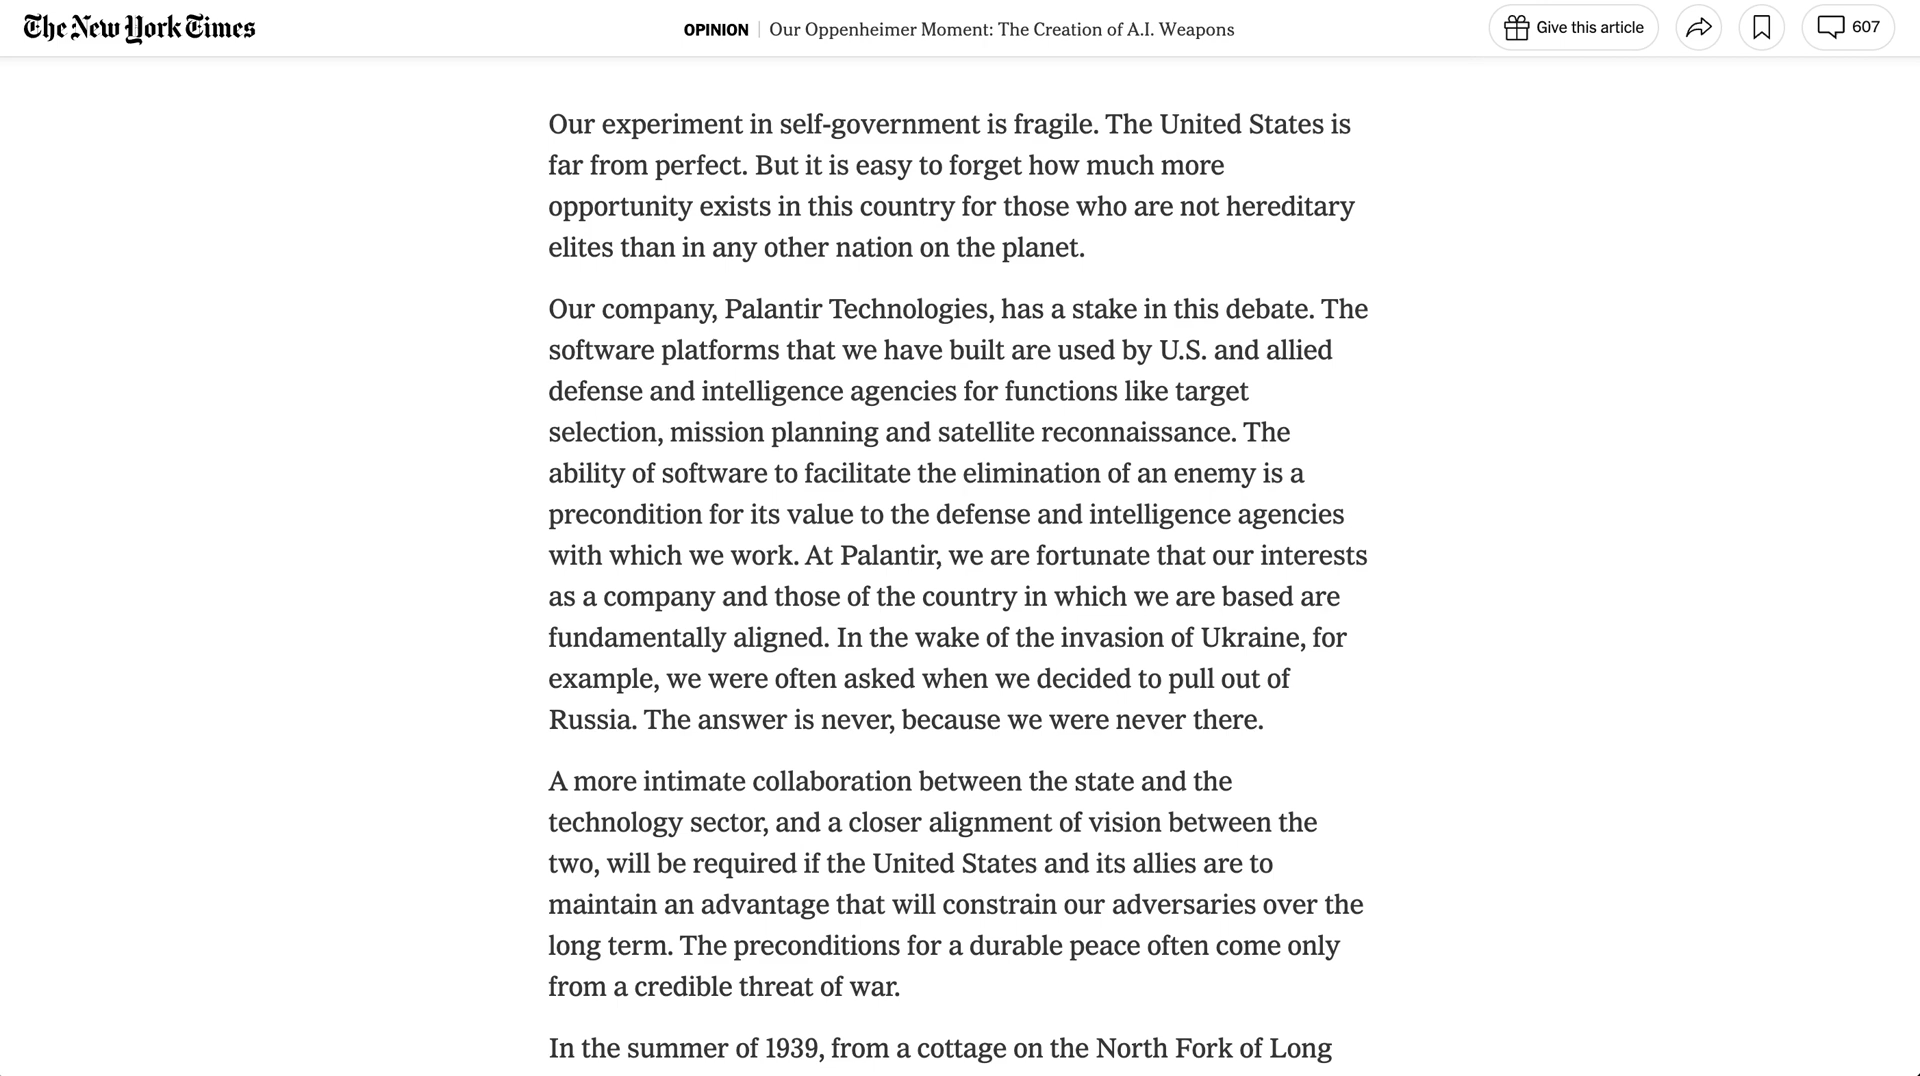 The New York Times
OPINION | Our Oppenheimer Moment: The Creation of A.I. Weapons
Give this article
607
Our experiment in self-government is fragile. The United States is
far from perfect. But it is easy to forget how much more
opportunity exists in this country for those who are not hereditary
elites than in any other nation on the planet.
Our company, Palantir Technologies, has a stake in this debate. The
software platforms that we have built are used by U.S. and allied
defense and intelligence agencies for functions like target
selection, mission planning and satellite reconnaissance. The
ability of software to facilitate the elimination of an enemy is a
precondition for its value to the defense and intelligence agencies
with which we work. At Palantir, we are fortunate that our interests
as a company and those of the country in which we are based are
fundamentally aligned. In the wake of the invasion of Ukraine, for
example, we were often asked when we decided to pull out of
Russia. The answer is never, because we were never there.
A more intimate collaboration between the state and the
technology sector, and a closer alignment of vision between the
two, will be required if the United States and its allies are to
maintain an advantage that will constrain our adversaries over the
long term. The preconditions for a durable peace often come only
from a credible threat of war.
In the summer of 1939, from a cottage on the North Fork of Long